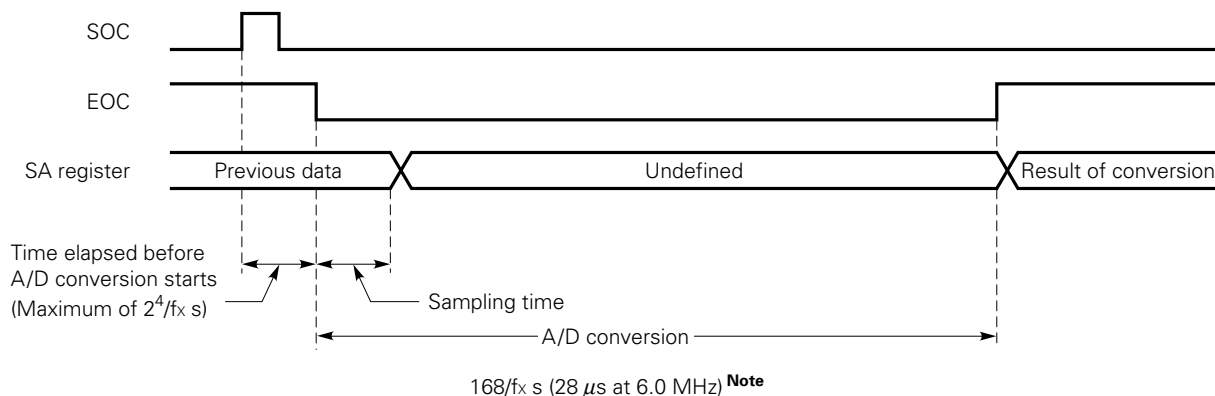 SOC
EOC
SA register
Previous data
Undefined
Result of conversion
Time elapsed before
A/D conversion starts
(Maximum of 2⁴/fx s)
Sampling time
A/D conversion
168/fx s (28 µs at 6.0 MHz) Note